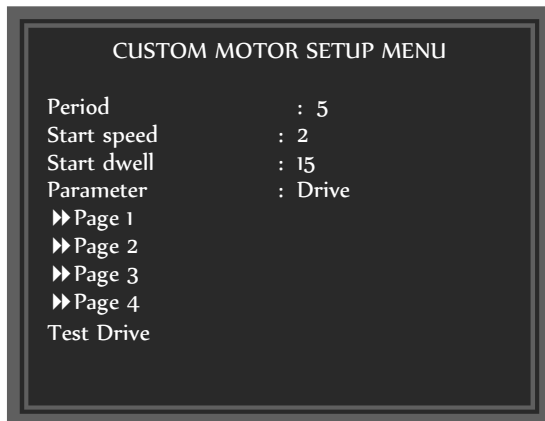 CUSTOM MOTOR SETUP MENU
Period : 5
Start speed : 2
Start dwell : 15
Parameter : Drive
Page 1
Page 2
Page 3
Page 4
Test Drive